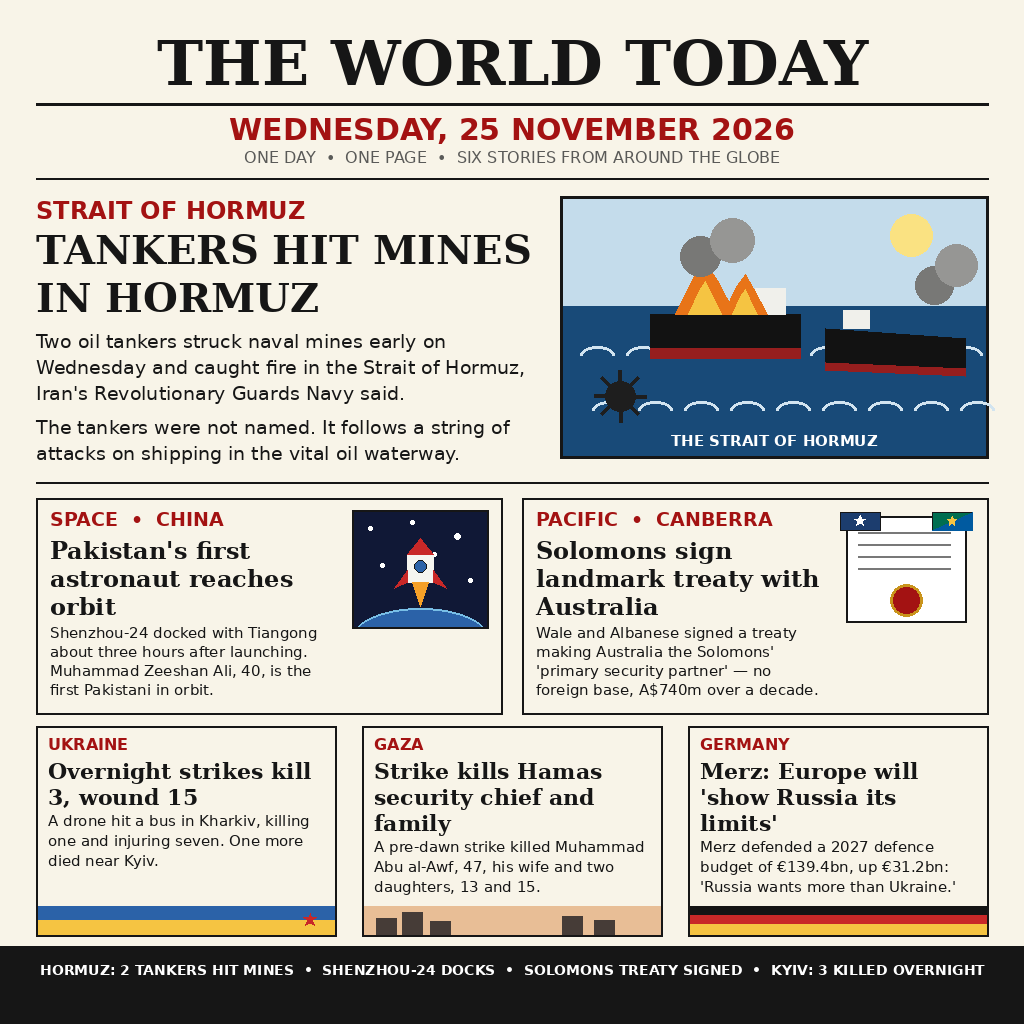 THE WORLD TODAY
WEDNESDAY, 25 NOVEMBER 2026
ONE DAY • ONE PAGE • SIX STORIES FROM AROUND THE GLOBE
STRAIT OF HORMUZ
TANKERS HIT MINES
IN HORMUZ
Two oil tankers struck naval mines early on
Wednesday and caught fire in the Strait of Hormuz,
Iran's Revolutionary Guards Navy said.
The tankers were not named. It follows a string of
attacks on shipping in the vital oil waterway.
THE STRAIT OF HORMUZ
SPACE • CHINA
Pakistan's first
astronaut reaches
orbit
Shenzhou-24 docked with Tiangong
about three hours after launching.
Muhammad Zeeshan Ali, 40, is the
first Pakistani in orbit.
PACIFIC • CANBERRA
Solomons sign
landmark treaty with
Australia
Wale and Albanese signed a treaty
making Australia the Solomons'
'primary security partner' — no
foreign base, A$740m over a decade.
UKRAINE
Overnight strikes kill
3, wound 15
A drone hit a bus in Kharkiv, killing
one and injuring seven. One more
died near Kyiv.
GAZA
Strike kills Hamas
security chief and
family
A pre-dawn strike killed Muhammad
Abu al-Awf, 47, his wife and two
daughters, 13 and 15.
GERMANY
Merz: Europe will
'show Russia its
limits'
Merz defended a 2027 defence
budget of €139.4bn, up €31.2bn:
'Russia wants more than Ukraine.'
HORMUZ: 2 TANKERS HIT MINES • SHENZHOU-24 DOCKS • SOLOMONS TREATY SIGNED • KYIV: 3 KILLED OVERNIGHT